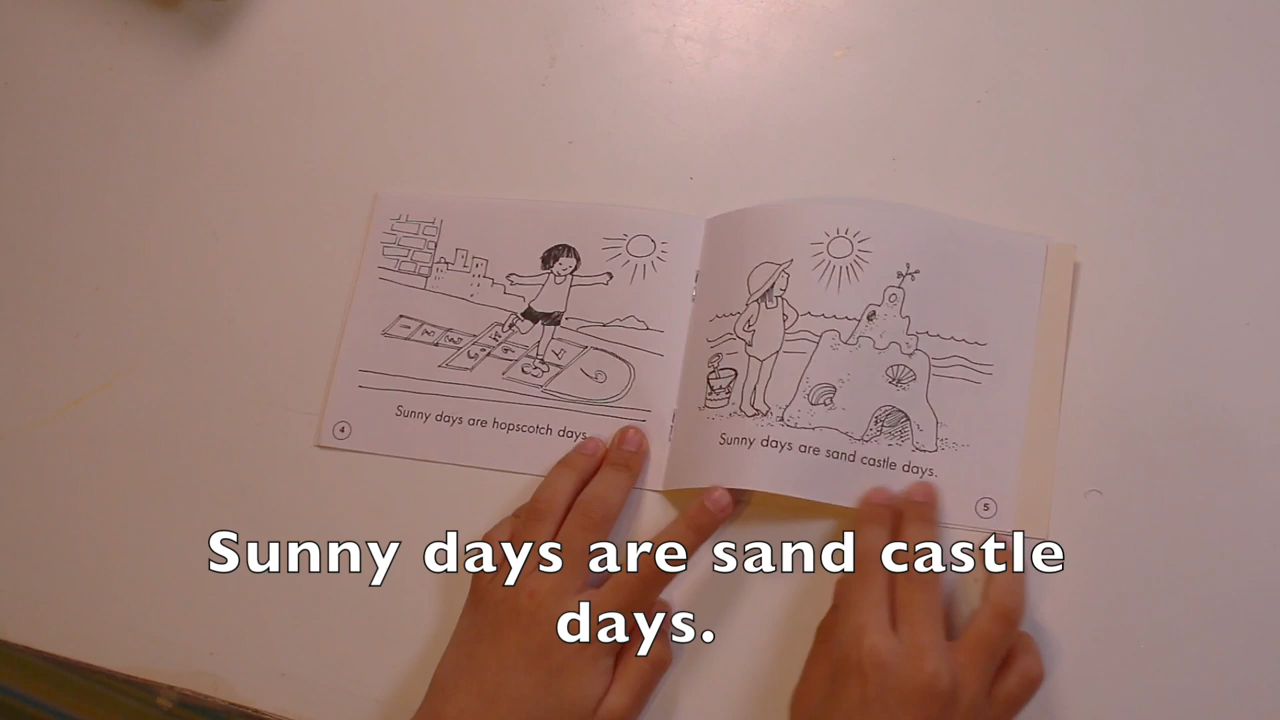 Sunny days are hopscotch days.
4
Sunny days are sand castle days.
5
Sunny days are sand castle
days.